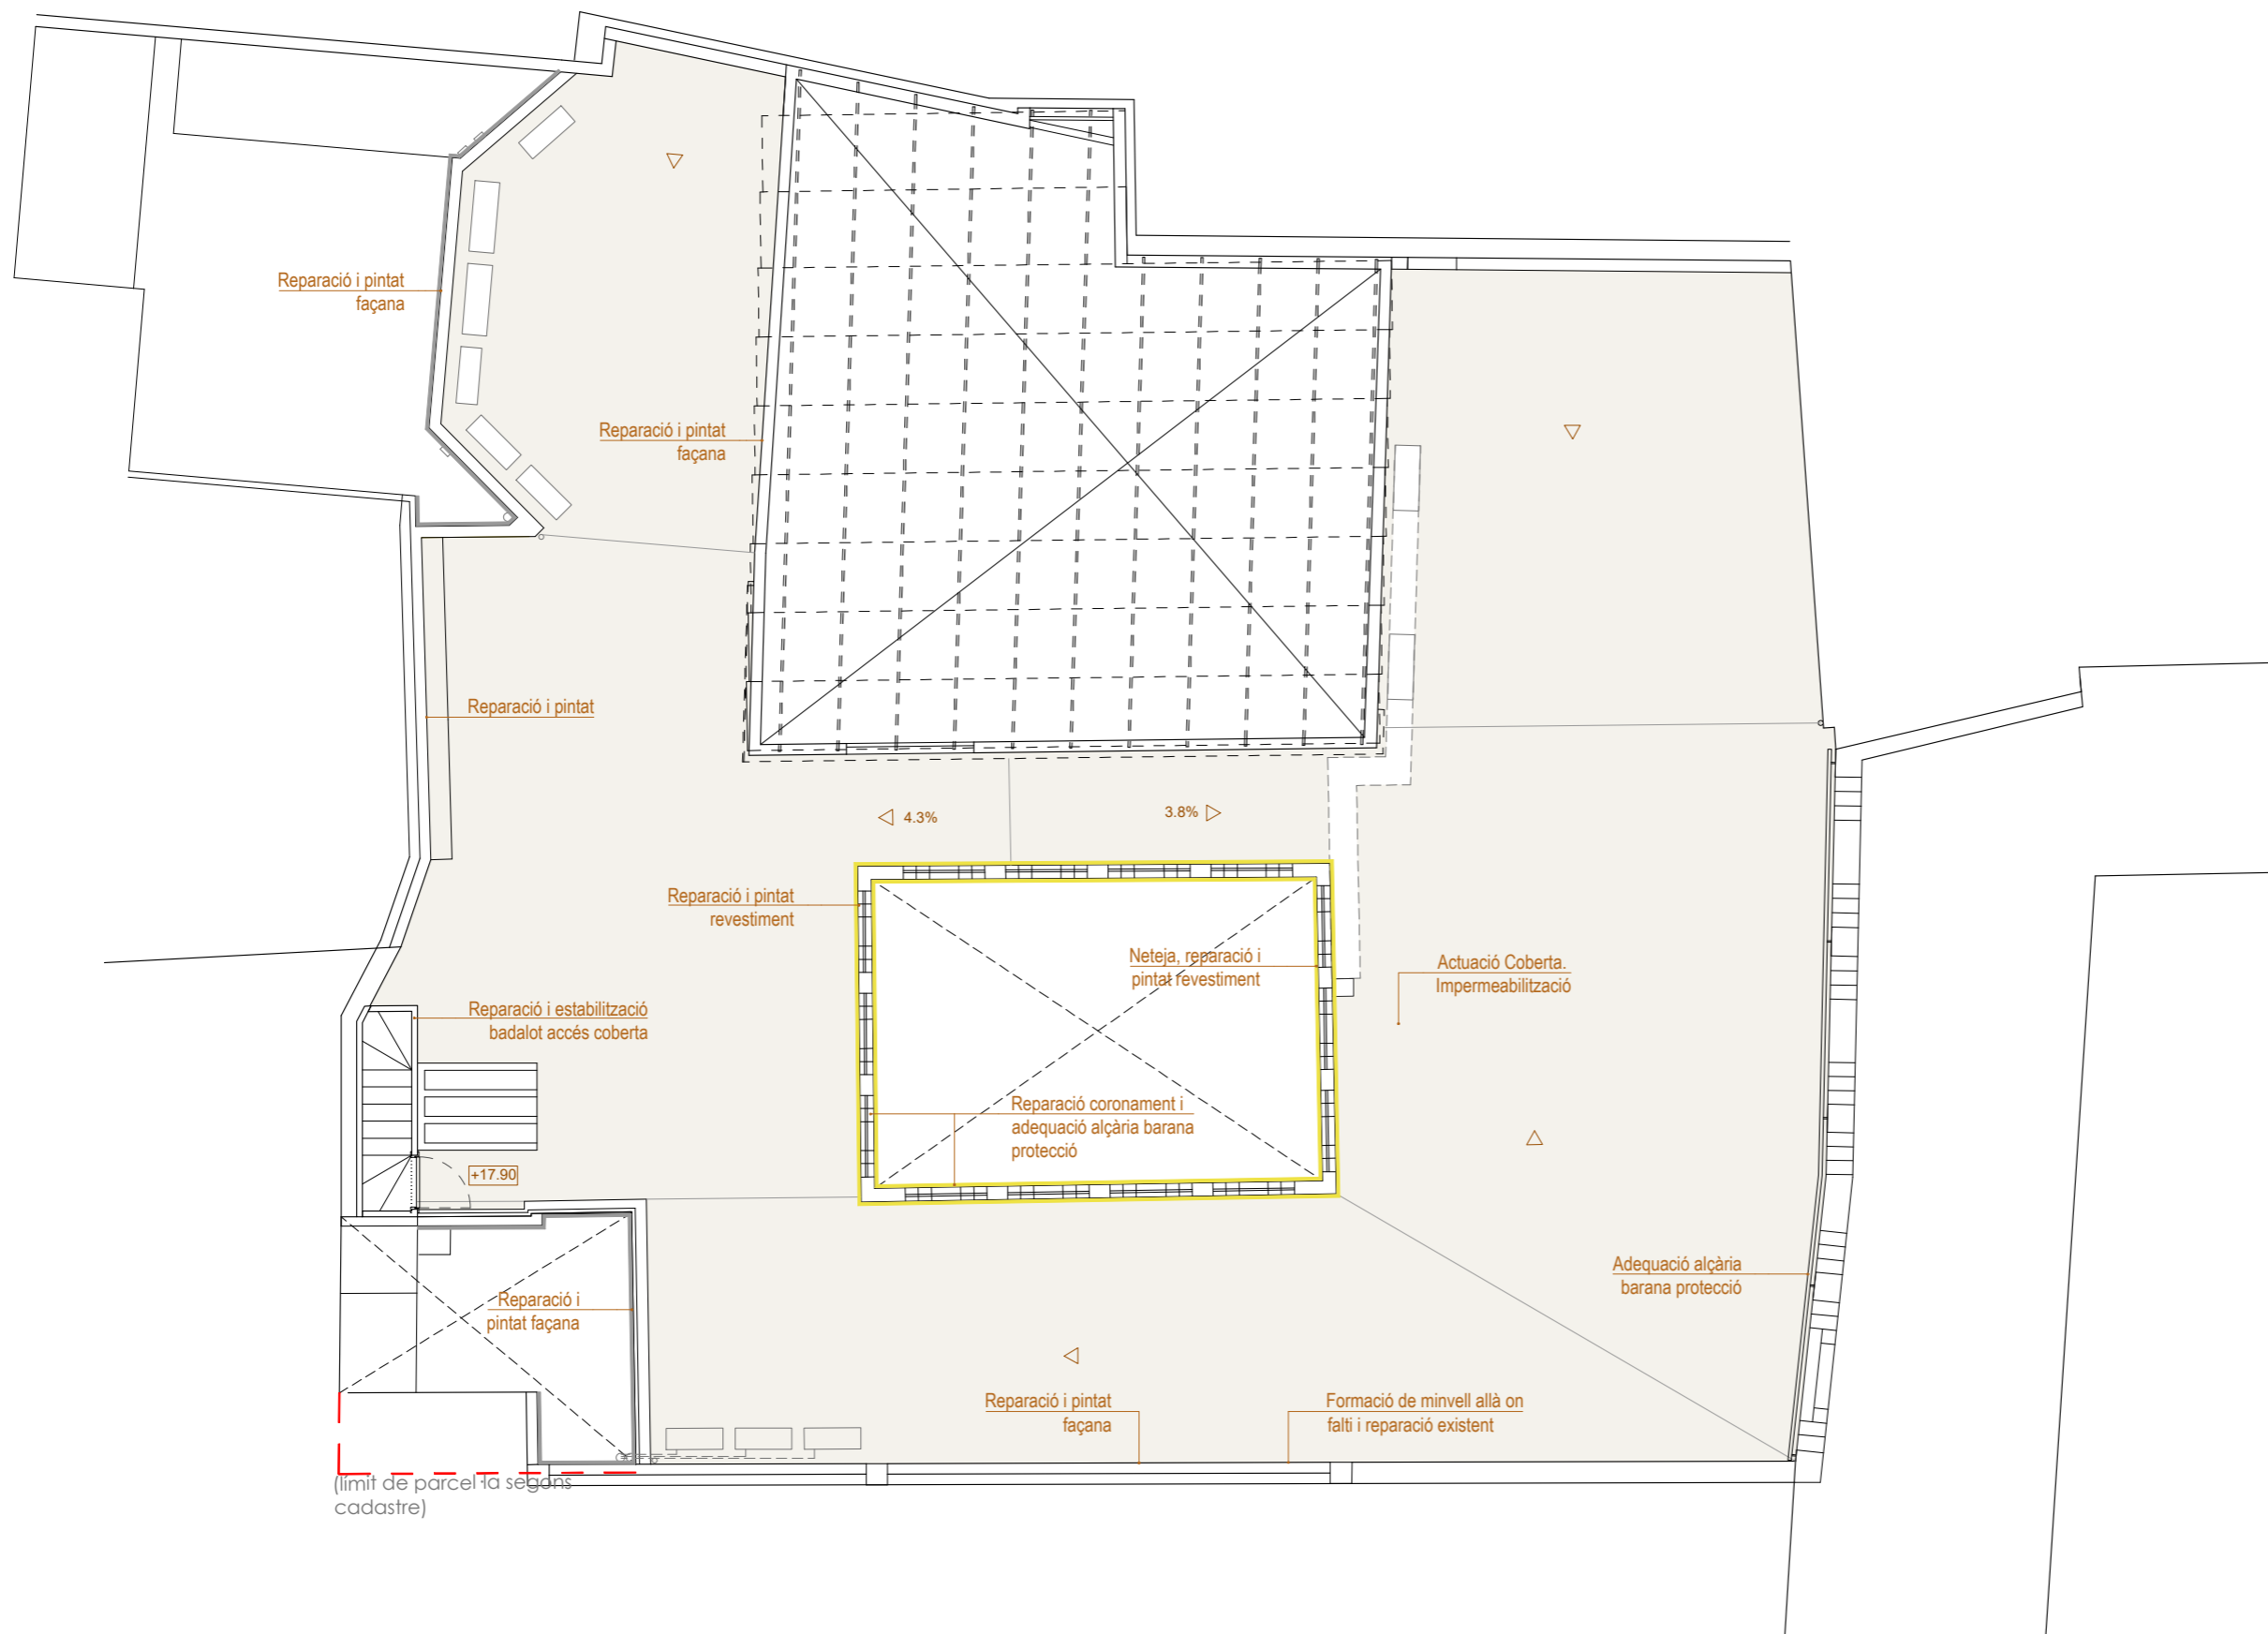 Reparació i pintat
façana
Reparació i pintat
façana
Reparació i pintat
4.3%
3.8%
Reparació i pintat
revestiment
Neteja, reparació i
pintat revestiment
Actuació Coberta.
Impermeabilització
Reparació i estabilització
badalot accés coberta
Reparació coronament i
adequació alçària barana
protecció
+17.90
Adequació alçària
barana protecció
Reparació i
pintat façana
Reparació i pintat
façana
Formació de minvell allà on
falti i reparació existent
(límit de parcel·la segons
cadastre)